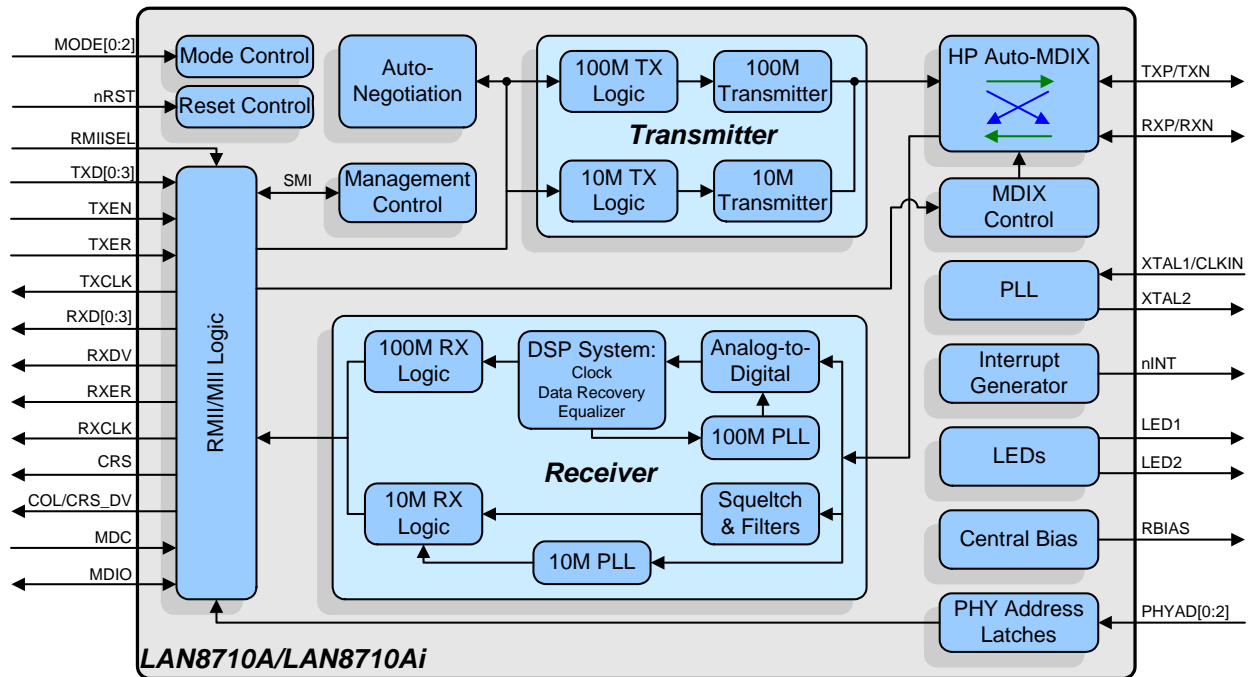 MODE[0:2]
nRST
RMIISEL
TXD[0:3]
TXEN
TXER
TXCLK
RXD[0:3]
RXDV
RXER
RXCLK
CRS
COL/CRS_DV
MDC
MDIO
Mode Control
Reset Control
RMII/MII Logic
SMI
Auto-
Negotiation
Management
Control
100M TX
Logic
100M
Transmitter
Transmitter
10M TX
Logic
10M
Transmitter
HP Auto-MDIX
MDIX
Control
PLL
Interrupt
Generator
LEDs
Central Bias
PHY Address
Latches
100M RX
Logic
DSP System:
Clock
Data Recovery
Equalizer
Analog-to-
Digital
100M PLL
Receiver
10M RX
Logic
Squeltch
& Filters
10M PLL
TXP/TXN
RXP/RXN
XTAL1/CLKIN
XTAL2
nINT
LED1
LED2
RBIAS
PHYAD[0:2]
LAN8710A/LAN8710Ai